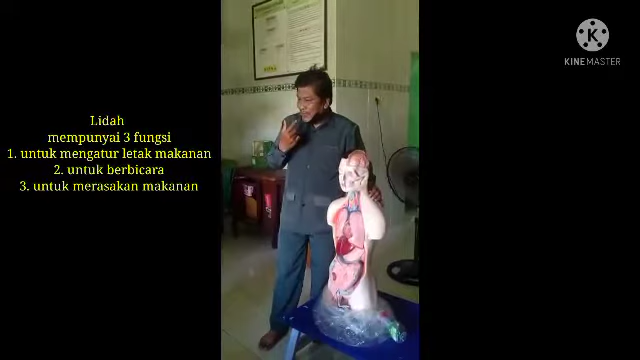 Lidah
mempunyai 3 fungsi
1. untuk mengatur letak makanan
2. untuk berbicara
3. untuk merasakan makanan
K
KINEMASTER